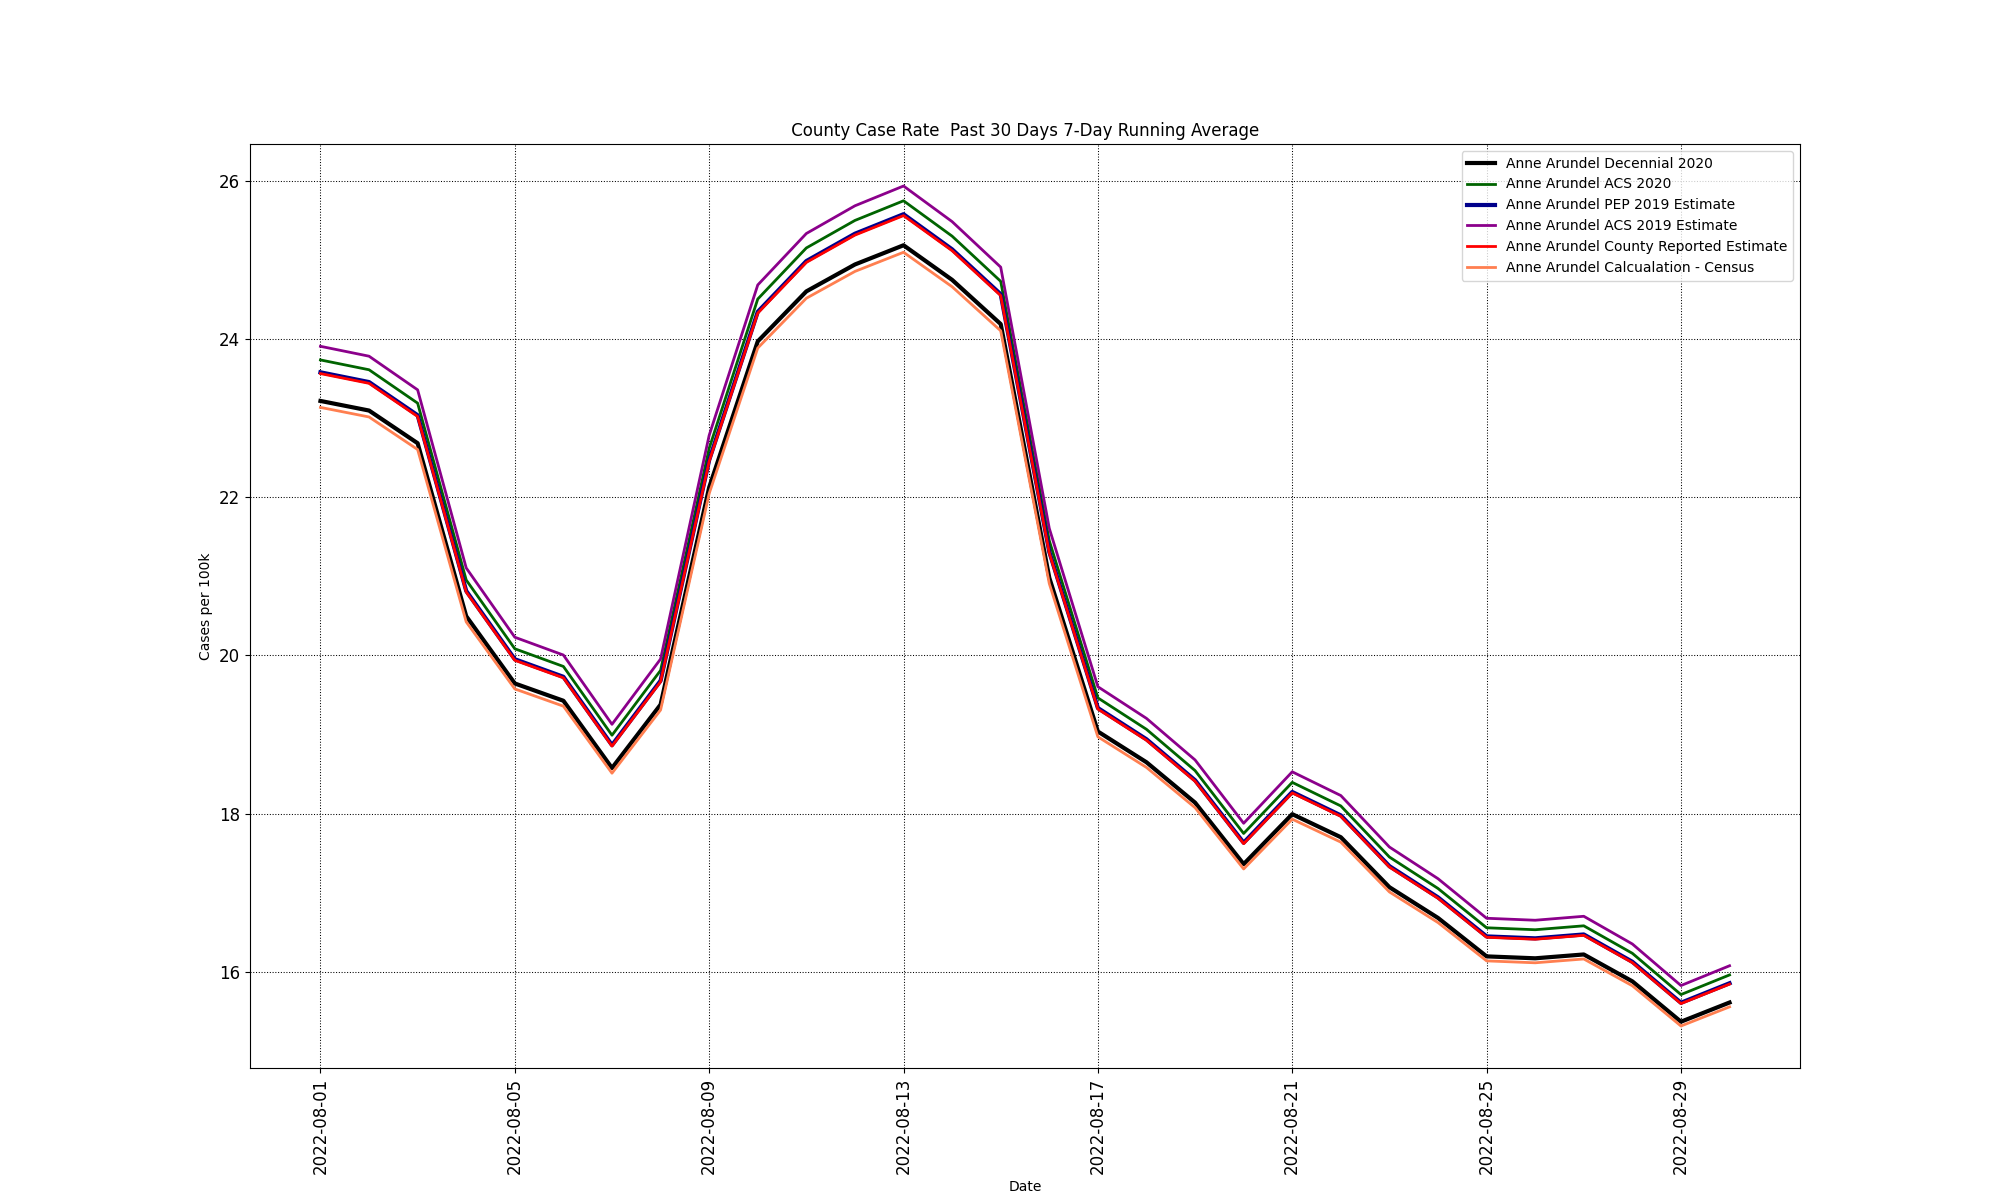 County Case Rate  Past 30 Days 7-Day Running Average
Anne Arundel Decennial 2020
Anne Arundel ACS 2020
Anne Arundel PEP 2019 Estimate
Anne Arundel ACS 2019 Estimate
Anne Arundel County Reported Estimate
Anne Arundel Calcualation - Census
Cases per 100k
26
24
22
20
18
16
2022-08-01
2022-08-05
2022-08-09
2022-08-13
2022-08-17
2022-08-21
2022-08-25
2022-08-29
Date